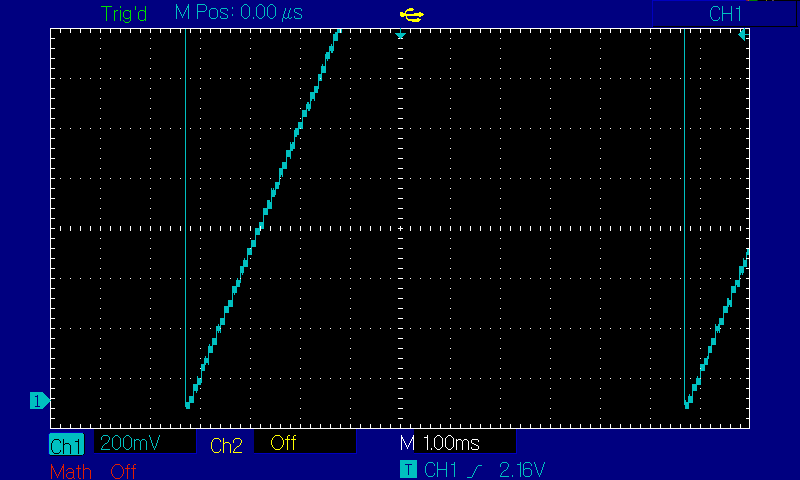 Trig'd M Pos: 0.00 μs CH1
1
Ch1 200mV Ch2 Off M 1.00ms
Math Off T CH1 2.16V